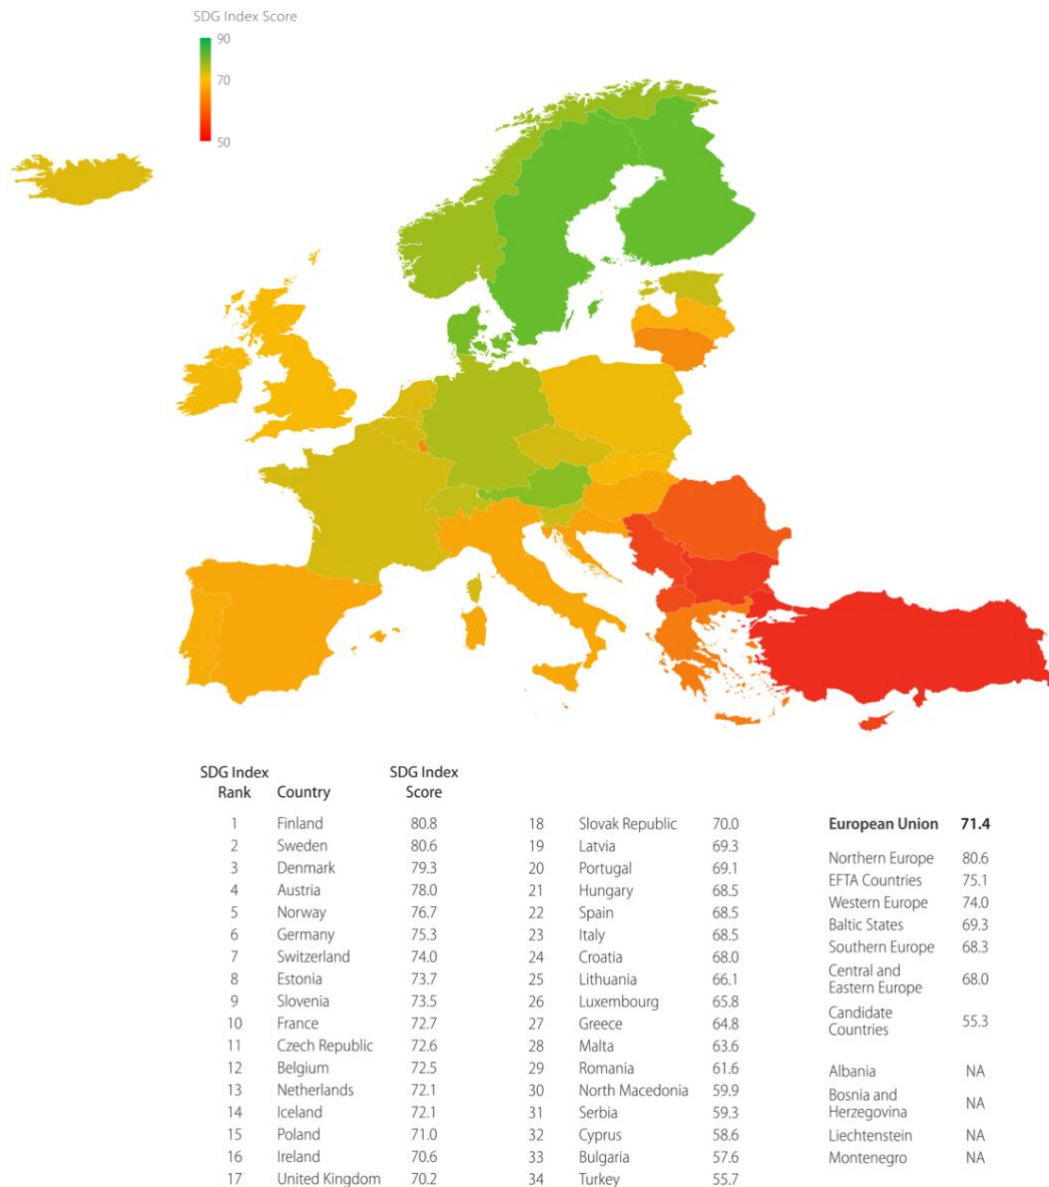 SDG Index Score
90
70
50
SDG Index Rank Country SDG Index Score
1 Finland 80.8
2 Sweden 80.6
3 Denmark 79.3
4 Austria 78.0
5 Norway 76.7
6 Germany 75.3
7 Switzerland 74.0
8 Estonia 73.7
9 Slovenia 73.5
10 France 72.7
11 Czech Republic 72.6
12 Belgium 72.5
13 Netherlands 72.1
14 Iceland 72.1
15 Poland 71.0
16 Ireland 70.6
17 United Kingdom 70.2
18 Slovak Republic 70.0
19 Latvia 69.3
20 Portugal 69.1
21 Hungary 68.5
22 Spain 68.5
23 Italy 68.5
24 Croatia 68.0
25 Lithuania 66.1
26 Luxembourg 65.8
27 Greece 64.8
28 Malta 63.6
29 Romania 61.6
30 North Macedonia 59.9
31 Serbia 59.3
32 Cyprus 58.6
33 Bulgaria 57.6
34 Turkey 55.7
European Union 71.4
Northern Europe 80.6
EFTA Countries 75.1
Western Europe 74.0
Baltic States 69.3
Southern Europe 68.3
Central and
Eastern Europe 68.0
Candidate
Countries 55.3
Albania NA
Bosnia and
Herzegovina NA
Liechtenstein NA
Montenegro NA